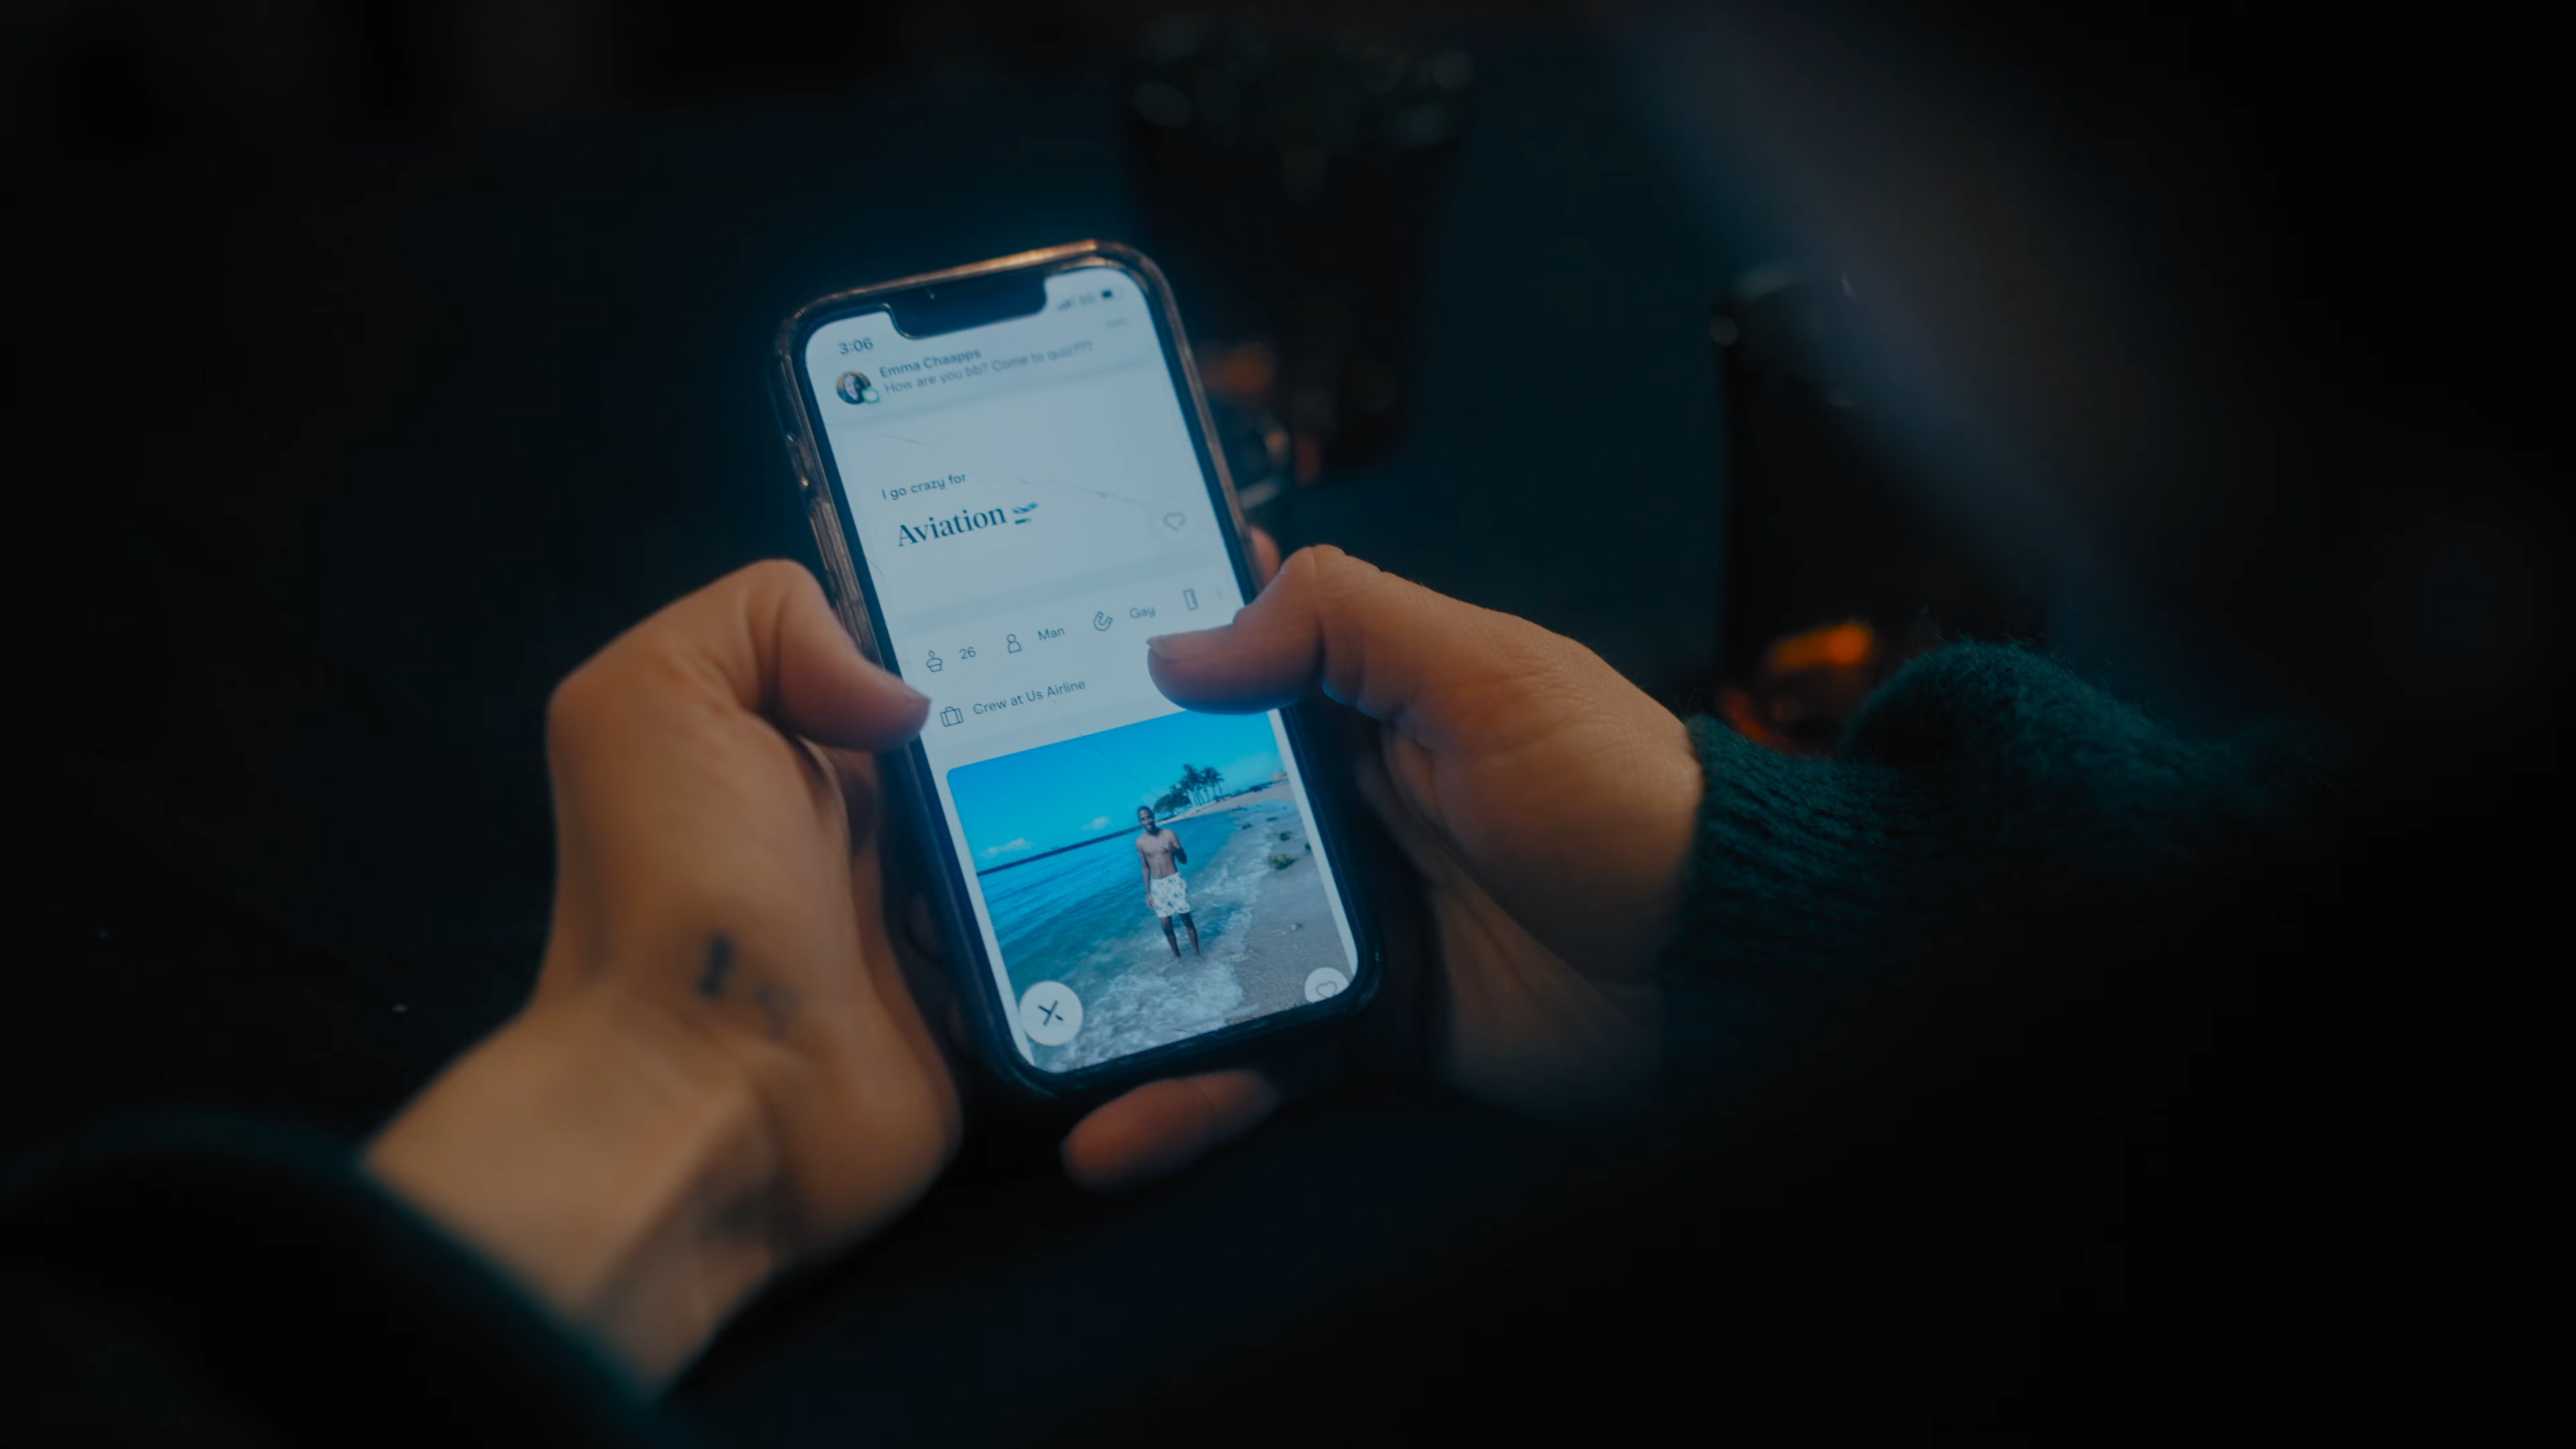 3:06
Emma Chaapps
How are you bb? Come to quiz???
I go crazy for
Aviation 🛫
26 Man Gay
Crew at Us Airline